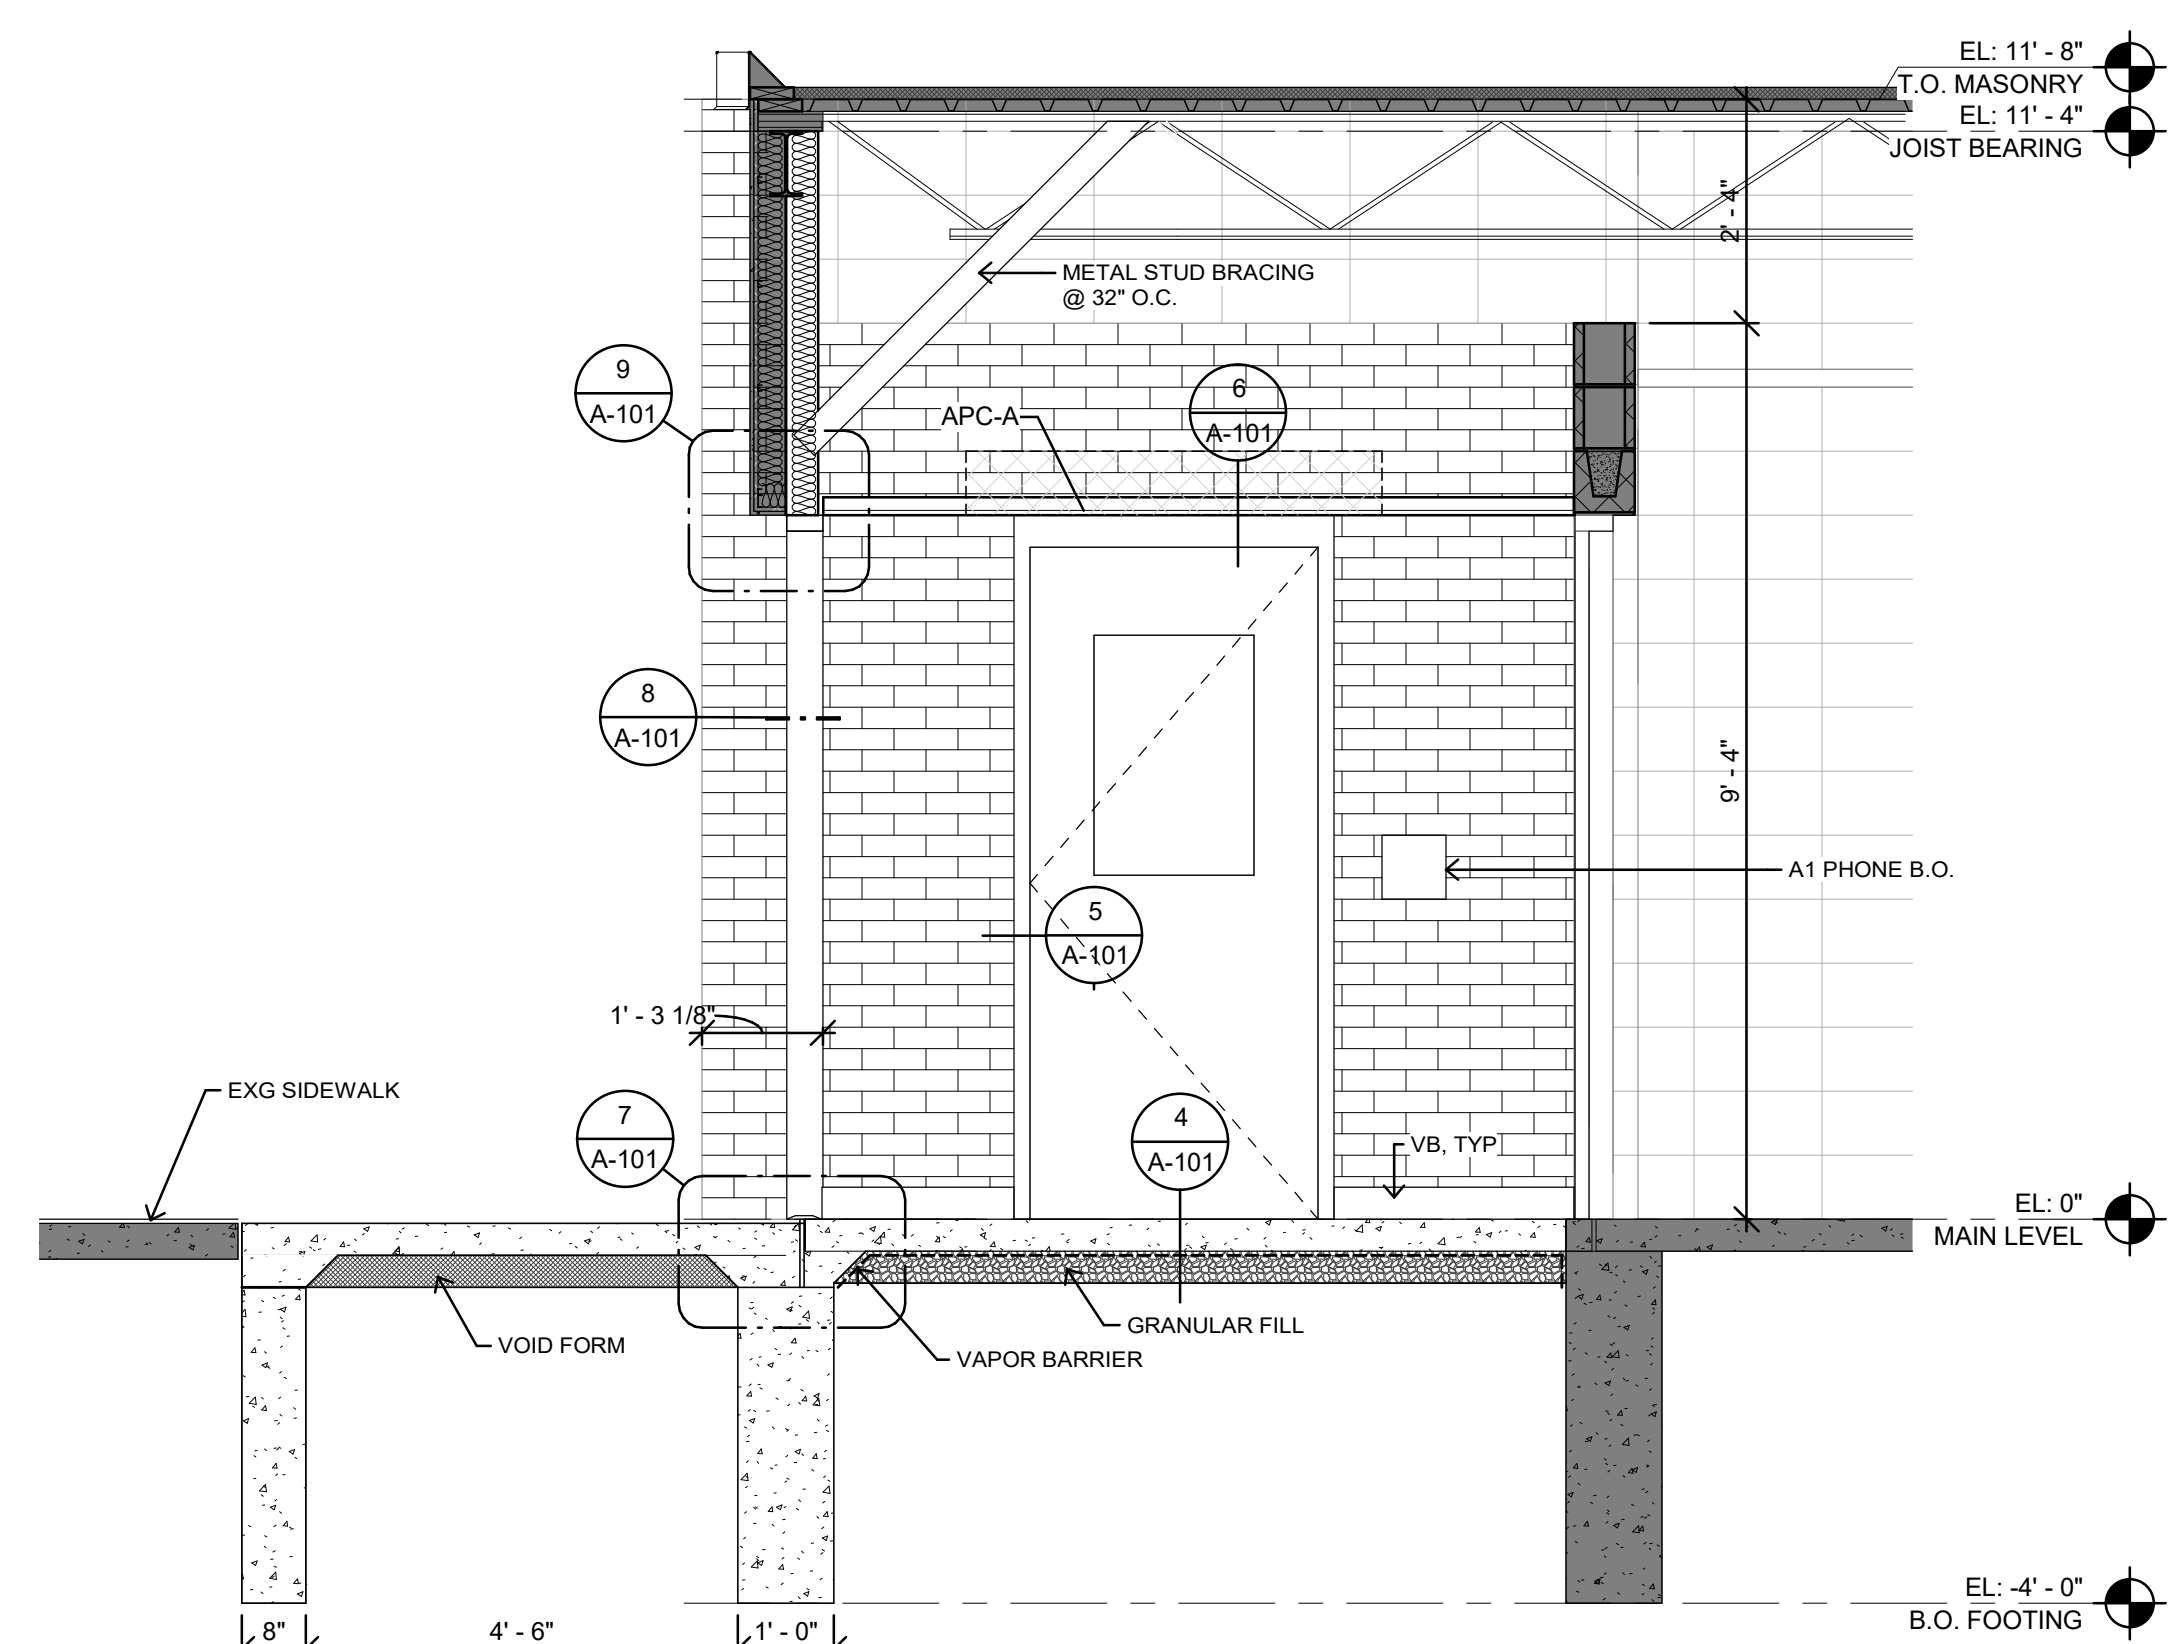 EL: 11' - 8"
T.O. MASONRY
EL: 11' - 4"
JOIST BEARING
2' - 4"
METAL STUD BRACING
@ 32" O.C.
9
A-101
6
A-101
APC-A
8
A-101
9' - 4"
A1 PHONE B.O.
5
A-101
1' - 3 1/8"
EXG SIDEWALK
7
A-101
4
A-101
VB, TYP
EL: 0"
MAIN LEVEL
GRANULAR FILL
VOID FORM
VAPOR BARRIER
EL: -4' - 0"
B.O. FOOTING
8"
4' - 6"
1' - 0"